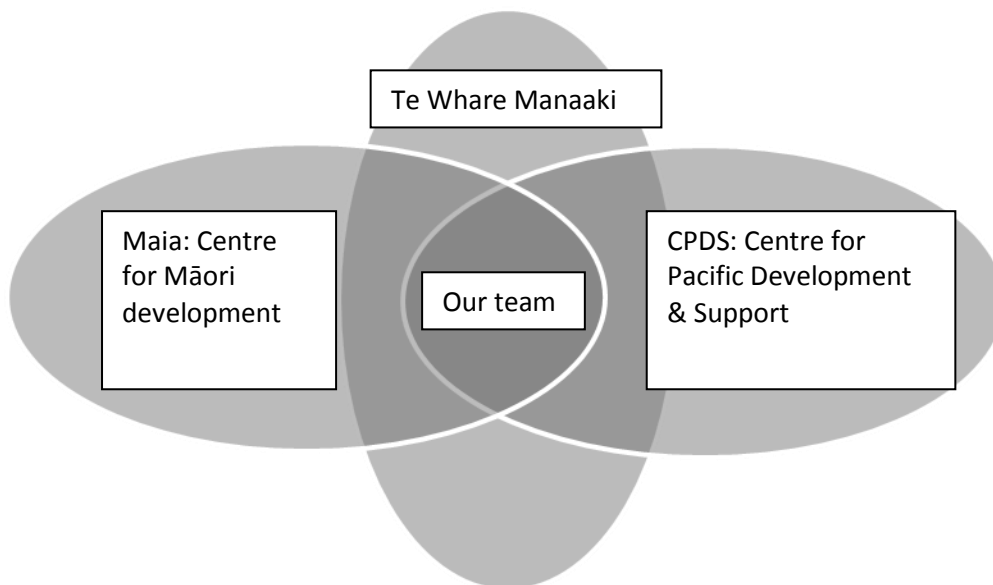 Te Whare Manaaki
Maia: Centre
for Māori
development
Our team
CPDS: Centre for
Pacific Development
& Support